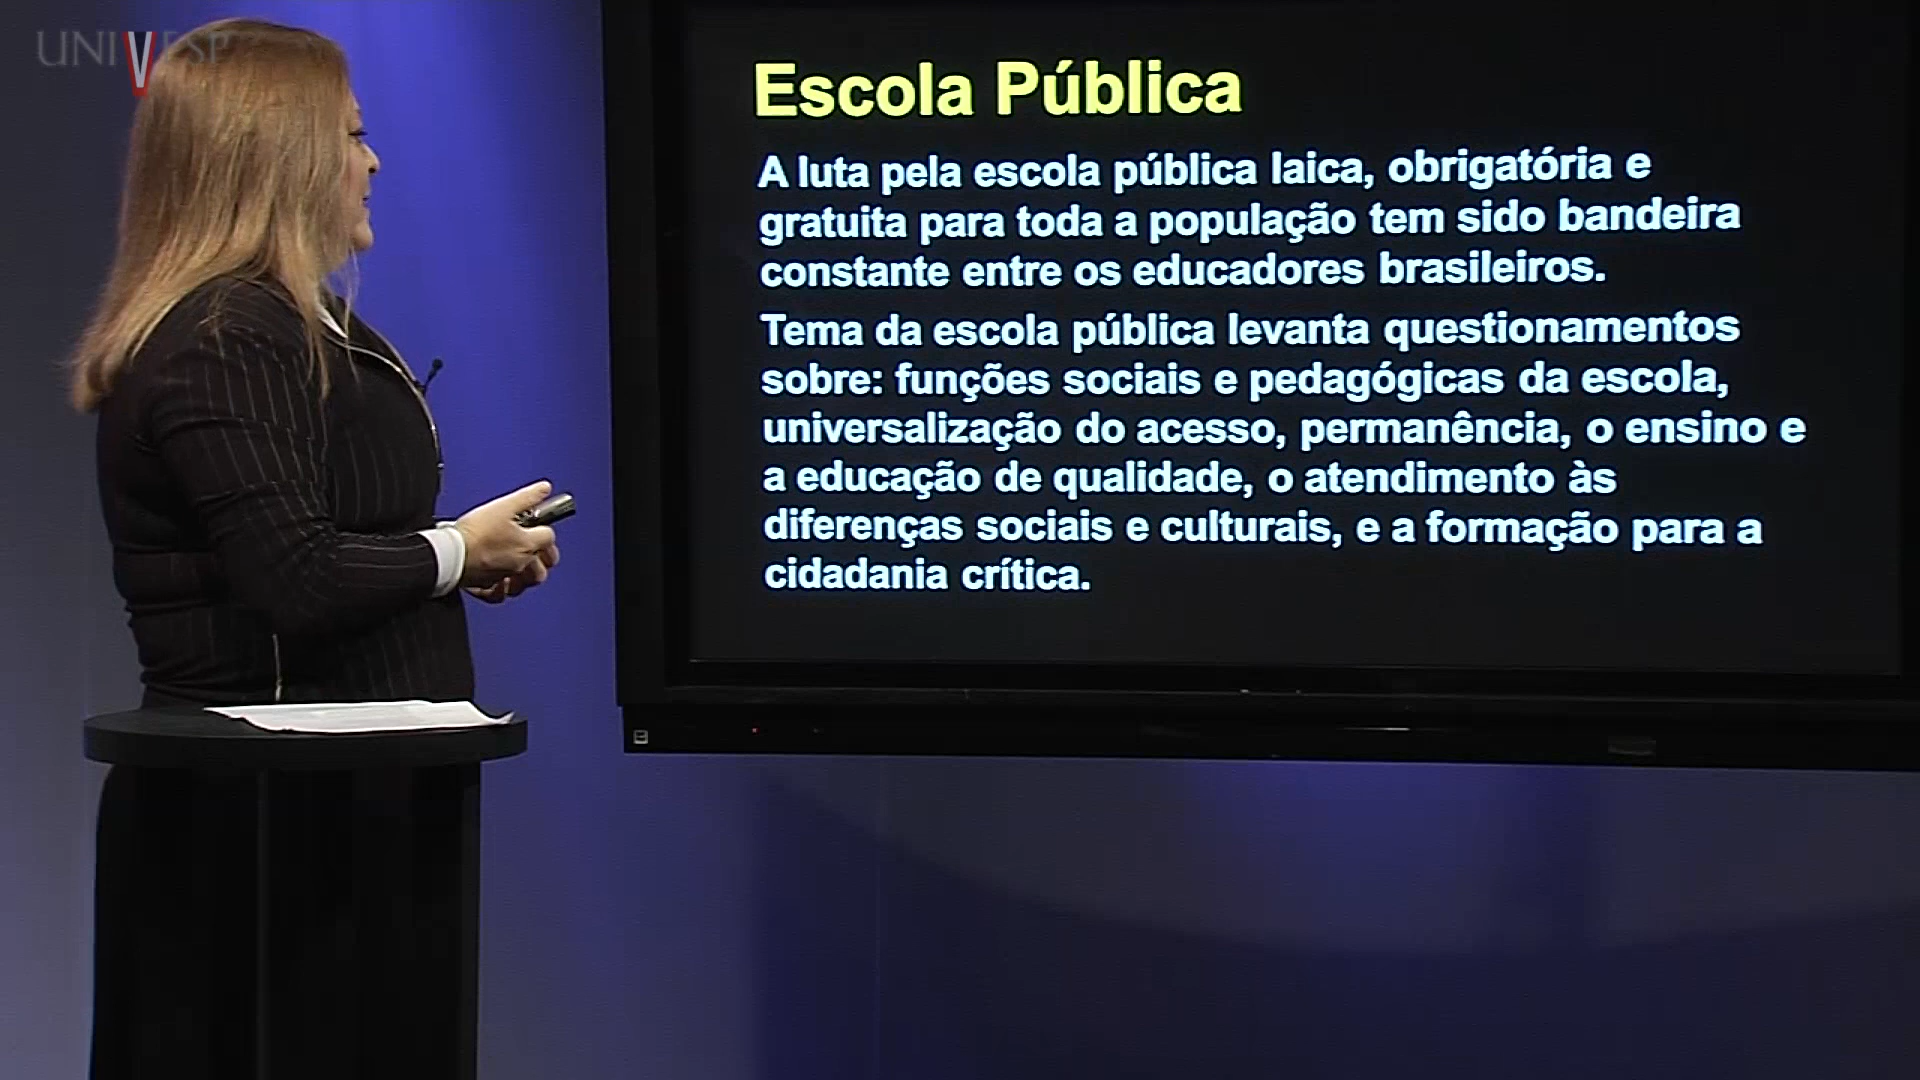 UNIVESP
Escola Pública
A luta pela escola pública laica, obrigatória e
gratuita para toda a população tem sido bandeira
constante entre os educadores brasileiros.
Tema da escola pública levanta questionamentos
sobre: funções sociais e pedagógicas da escola,
universalização do acesso, permanência, o ensino e
a educação de qualidade, o atendimento às
diferenças sociais e culturais, e a formação para a
cidadania crítica.